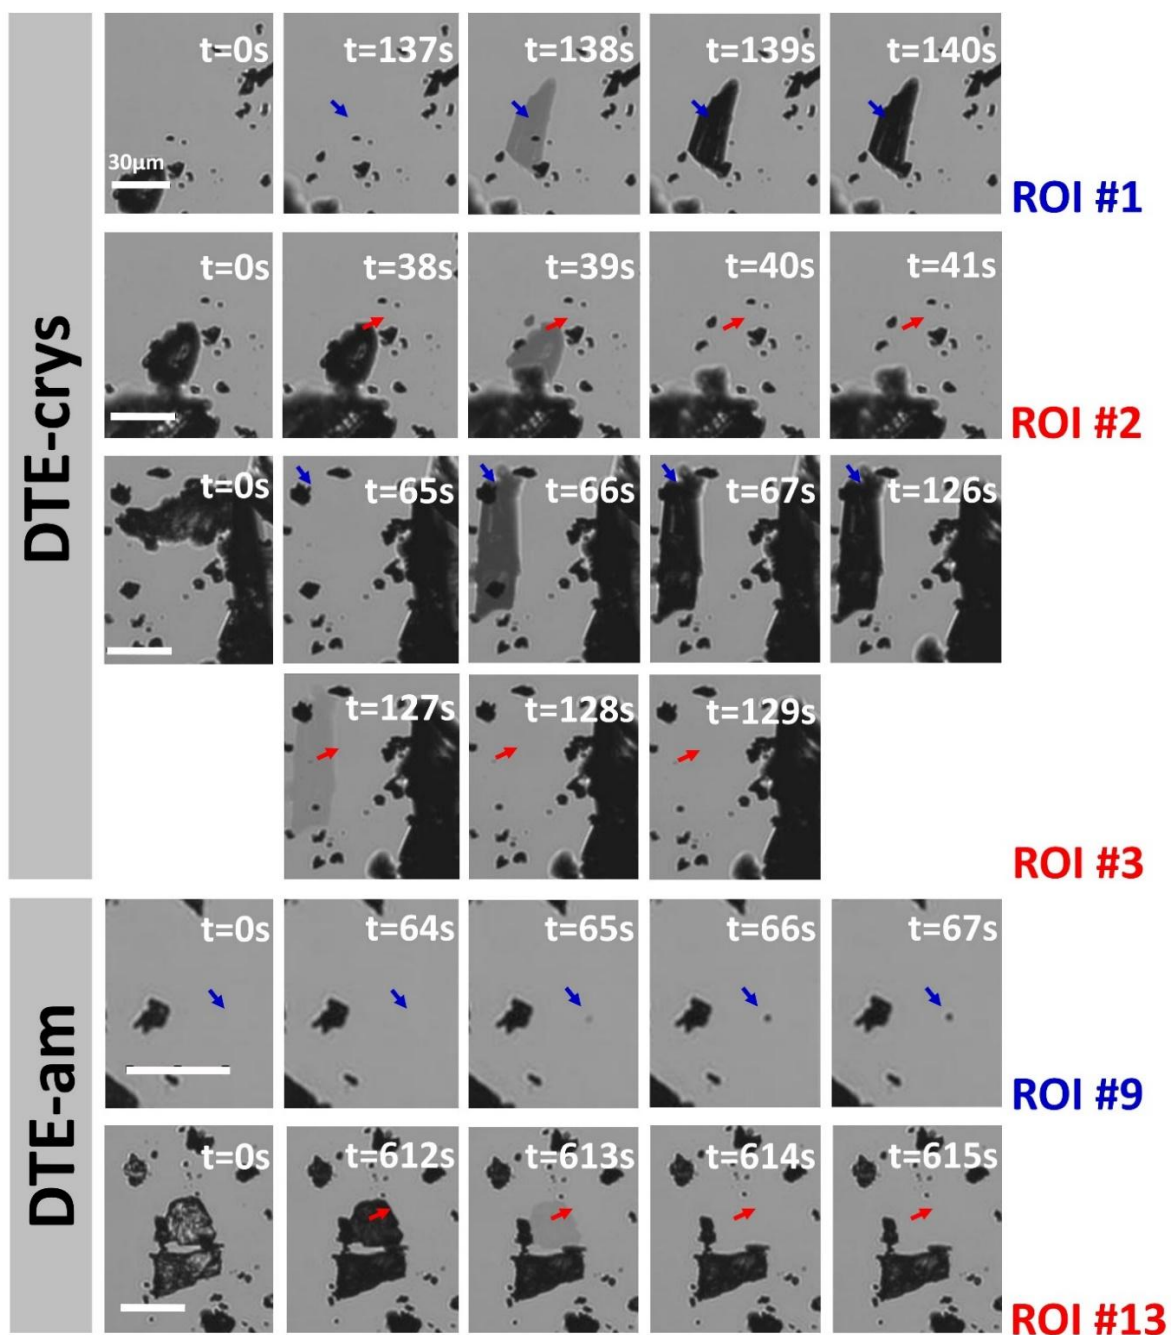 DTE-crys
t=0s
t=137s
t=138s
t=139s
t=140s
30µm
ROI #1
t=0s
t=38s
t=39s
t=40s
t=41s
ROI #2
t=0s
t=65s
t=66s
t=67s
t=126s
t=127s
t=128s
t=129s
ROI #3
DTE-am
t=0s
t=64s
t=65s
t=66s
t=67s
ROI #9
t=0s
t=612s
t=613s
t=614s
t=615s
ROI #13